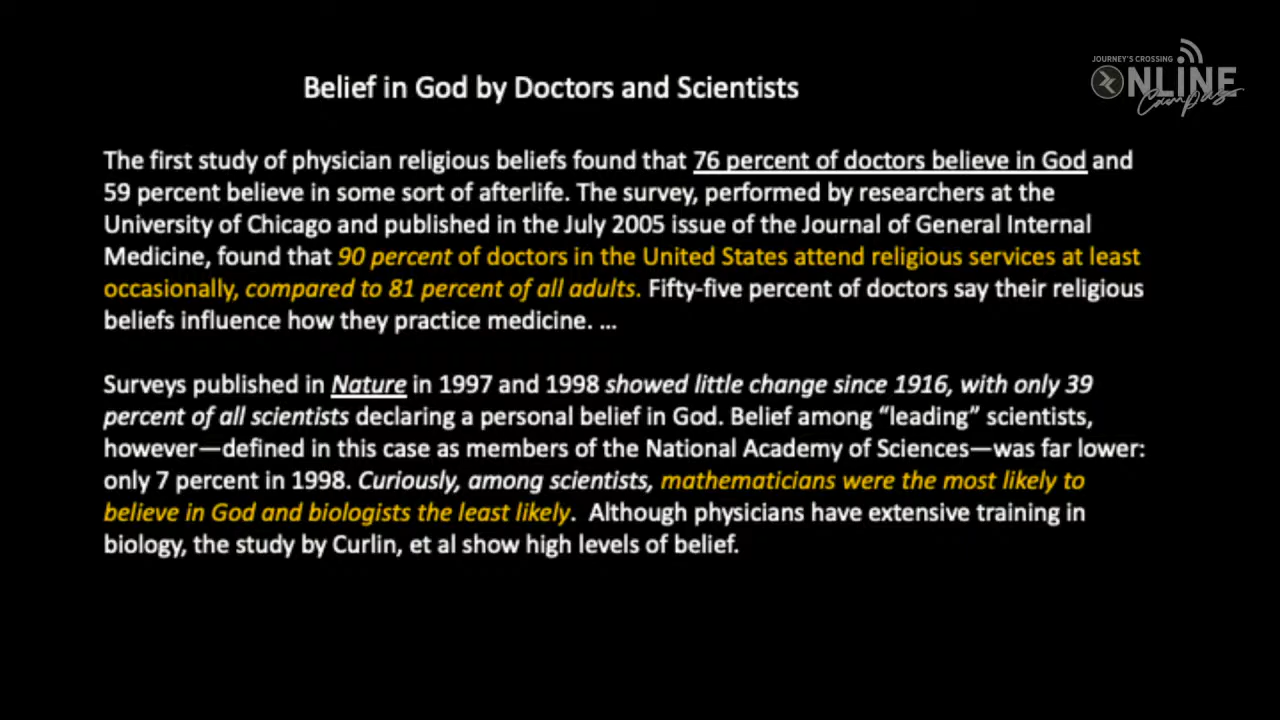 JOURNEY'S CROSSING
ONLINE
Campus
Belief in God by Doctors and Scientists
The first study of physician religious beliefs found that 76 percent of doctors believe in God and
59 percent believe in some sort of afterlife. The survey, performed by researchers at the
University of Chicago and published in the July 2005 issue of the Journal of General Internal
Medicine, found that 90 percent of doctors in the United States attend religious services at least
occasionally, compared to 81 percent of all adults. Fifty-five percent of doctors say their religious
beliefs influence how they practice medicine. ...
Surveys published in Nature in 1997 and 1998 showed little change since 1916, with only 39
percent of all scientists declaring a personal belief in God. Belief among “leading” scientists,
however—defined in this case as members of the National Academy of Sciences—was far lower:
only 7 percent in 1998. Curiously, among scientists, mathematicians were the most likely to
believe in God and biologists the least likely. Although physicians have extensive training in
biology, the study by Curlin, et al show high levels of belief.